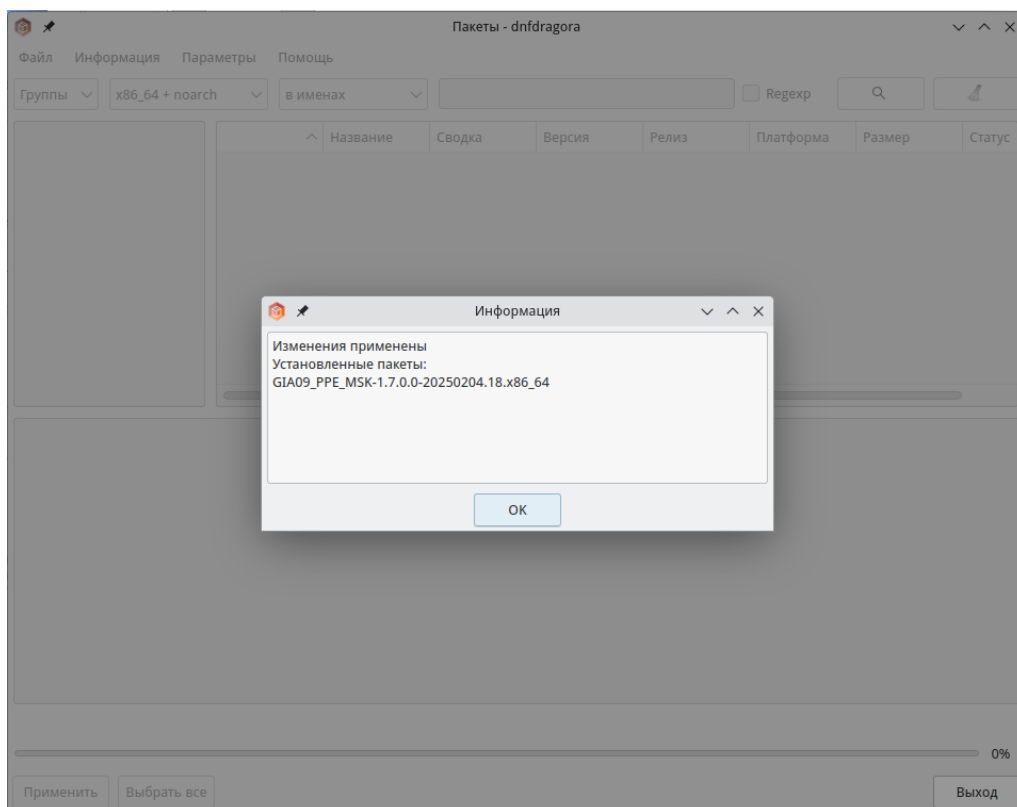 Пакеты - dnfdragora
Файл Информация Параметры Помощь
Группы x86_64 + noarch в именах Regexp
Название Сводка Версия Релиз Платформа Размер Статус
Информация
Изменения применены
Установленные пакеты:
GIA09_PPE_MSK-1.7.0.0-20250204.18.x86_64
OK
0%
Применить Выбрать все Выход